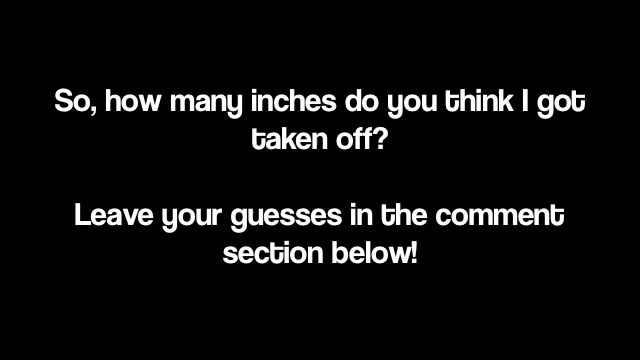 So, how many inches do you think I got
taken off?
Leave your guesses in the comment
section below!